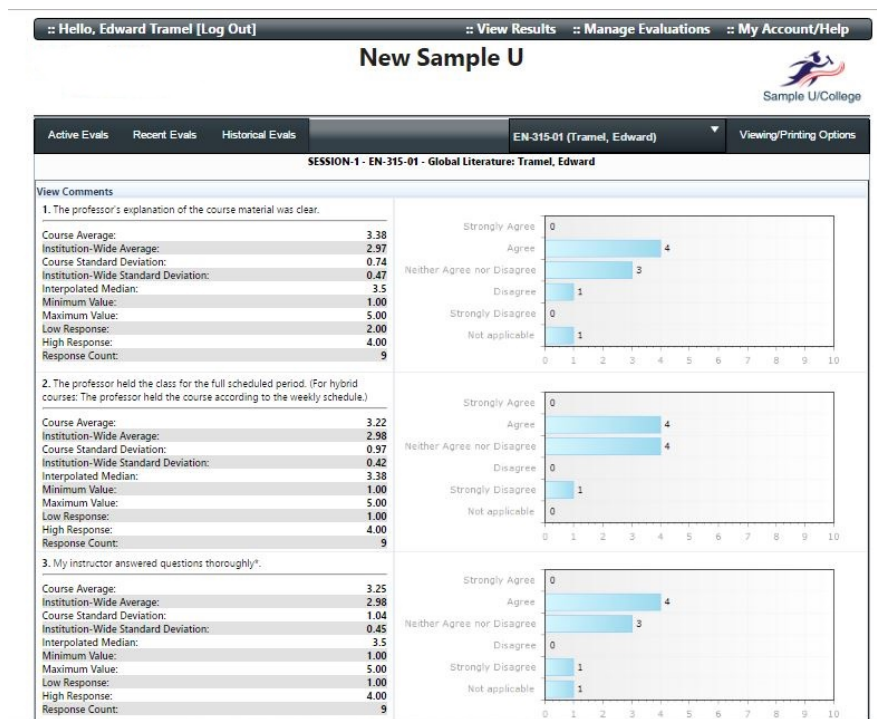 :: Hello, Edward Tramel [Log Out] :: View Results :: Manage Evaluations :: My Account/Help
New Sample U
Sample U/College
Active Evals Recent Evals Historical Evals EN-315-01 (Tramel, Edward) Viewing/Printing Options
SESSION-1 - EN-315-01 - Global Literature: Tramel, Edward
View Comments
1. The professor's explanation of the course material was clear.
Course Average: 3.38
Institution-Wide Average: 2.97
Course Standard Deviation: 0.74
Institution-Wide Standard Deviation: 0.47
Interpolated Median: 3.5
Minimum Value: 1.00
Maximum Value: 5.00
Low Response: 2.00
High Response: 4.00
Response Count: 9
Strongly Agree 0
Agree 4
Neither Agree nor Disagree 3
Disagree 1
Strongly Disagree 0
Not applicable 1
0 1 2 3 4 5 6 7 8 9 10
2. The professor held the class for the full scheduled period. (For hybrid
courses: The professor held the course according to the weekly schedule.)
Course Average: 3.22
Institution-Wide Average: 2.98
Course Standard Deviation: 0.97
Institution-Wide Standard Deviation: 0.42
Interpolated Median: 3.38
Minimum Value: 1.00
Maximum Value: 5.00
Low Response: 1.00
High Response: 4.00
Response Count: 9
Strongly Agree 0
Agree 4
Neither Agree nor Disagree 4
Disagree 0
Strongly Disagree 1
Not applicable 0
0 1 2 3 4 5 6 7 8 9 10
3. My instructor answered questions thoroughly*.
Course Average: 3.25
Institution-Wide Average: 2.98
Course Standard Deviation: 1.04
Institution-Wide Standard Deviation: 0.45
Interpolated Median: 3.5
Minimum Value: 1.00
Maximum Value: 5.00
Low Response: 1.00
High Response: 4.00
Response Count: 9
Strongly Agree 0
Agree 4
Neither Agree nor Disagree 3
Disagree 0
Strongly Disagree 1
Not applicable 1
0 1 2 3 4 5 6 7 8 9 10